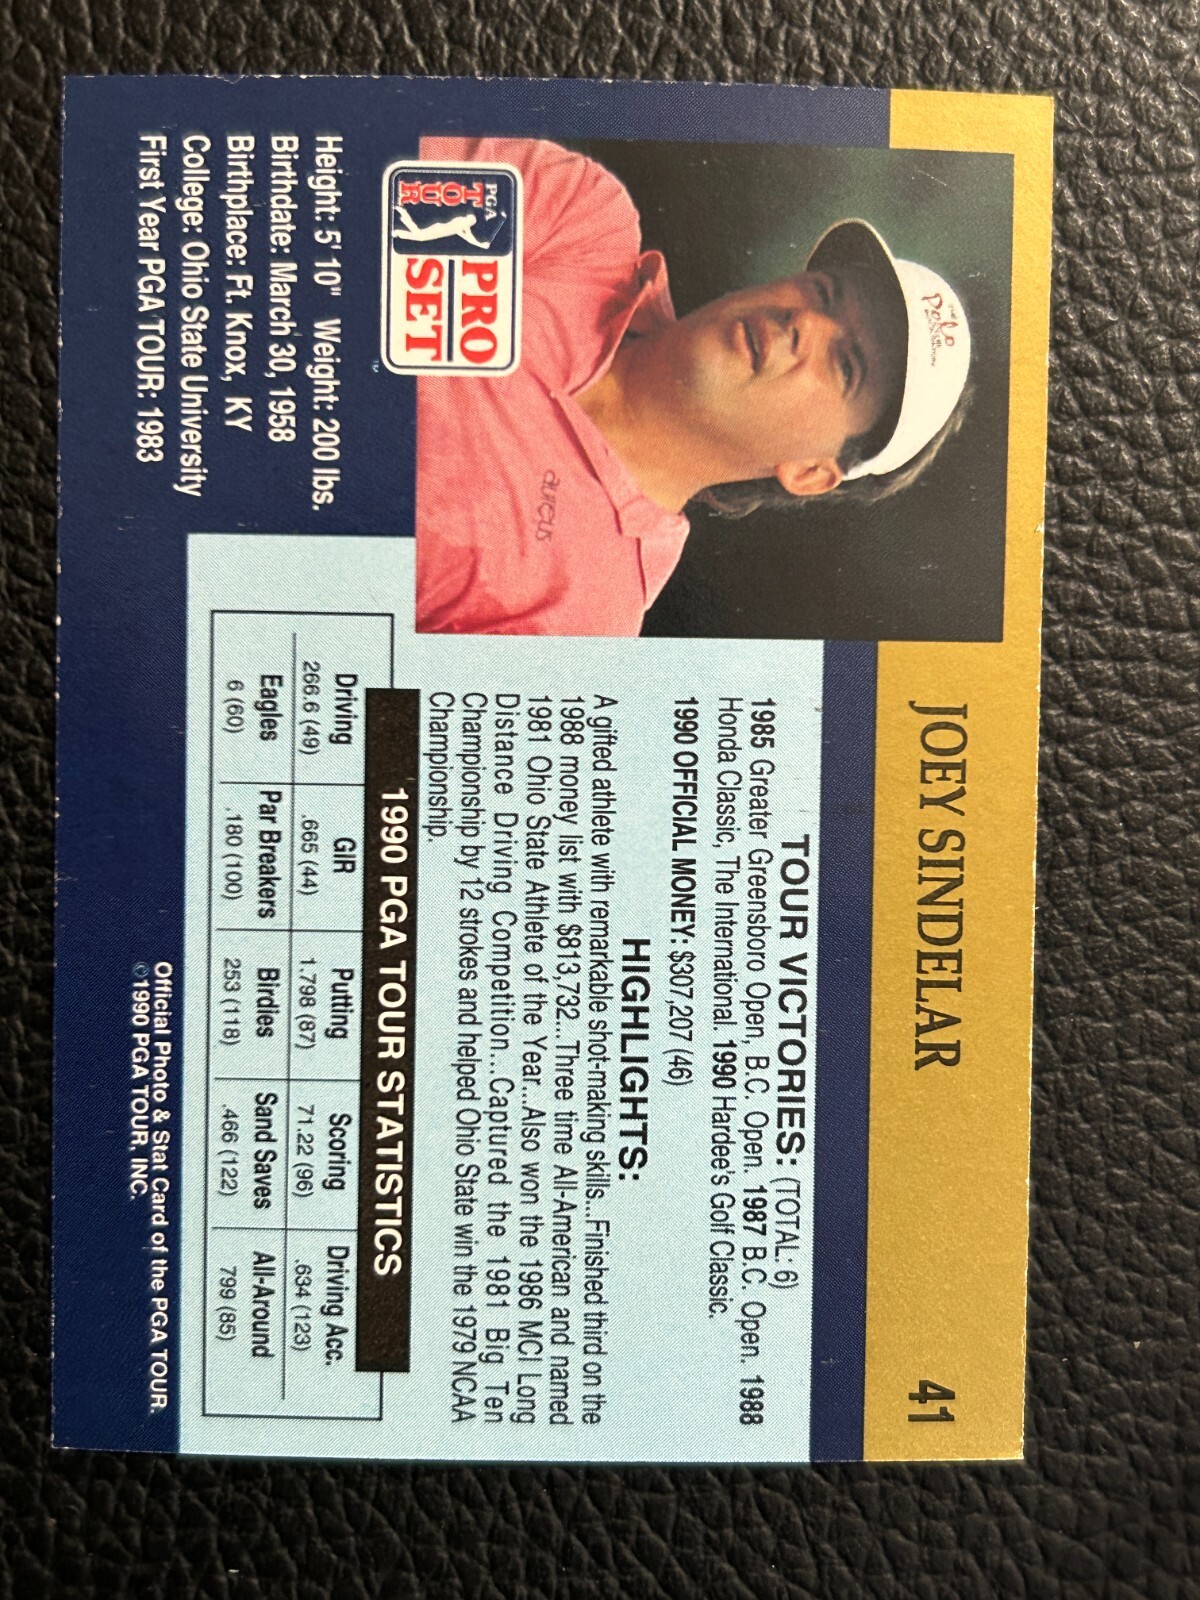 JOEY SINDELAR 41
Polo
aureus
PGA
TOUR
PRO
SET
TM
Height: 5' 10" Weight: 200 lbs.
Birthdate: March 30, 1958
Birthplace: Ft. Knox, KY
College: Ohio State University
First Year PGA TOUR: 1983
TOUR VICTORIES: (TOTAL: 6)
1985 Greater Greensboro Open, B.C. Open. 1987 B.C. Open. 1988
Honda Classic, The International. 1990 Hardee's Golf Classic.
1990 OFFICIAL MONEY: $307,207 (46)
HIGHLIGHTS:
A gifted athlete with remarkable shot-making skills...Finished third on the
1988 money list with $813,732...Three time All-American and named
1981 Ohio State Athlete of the Year...Also won the 1986 MCI Long
Distance Driving Competition...Captured the 1981 Big Ten
Championship by 12 strokes and helped Ohio State win the 1979 NCAA
Championship.
1990 PGA TOUR STATISTICS
Driving GIR Putting Scoring Driving Acc.
266.6 (49) .665 (44) 1.798 (87) 71.22 (96) .634 (123)
Eagles Par Breakers Birdies Sand Saves All-Around
6 (60) .180 (100) 253 (118) .466 (122) 799 (85)
Official Photo & Stat Card of the PGA TOUR.
©1990 PGA TOUR, INC.